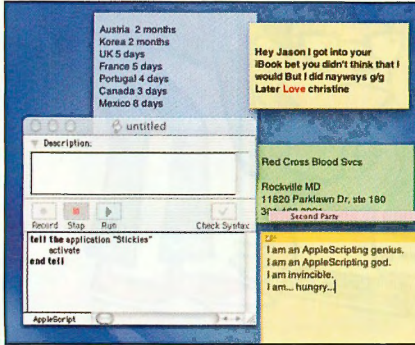 Austria 2 months
Korea 2 months
UK 5 days
France 5 days
Portugal 4 days
Canada 3 days
Mexico 8 days
Hey Jason I got into your
iBook bet you didn't think that I
would But I did nayways g/g
Later Love christine
untitled
Description:
Record Stop Run Check Syntax
tell the application "Stickies"
activate
end tell
AppleScript
Red Cross Blood Svcs
Rockville MD
11820 Parklawn Dr, ste 180
Second Party
I am an AppleScripting genius.
I am an AppleScripting god.
I am invincible.
I am... hungry...